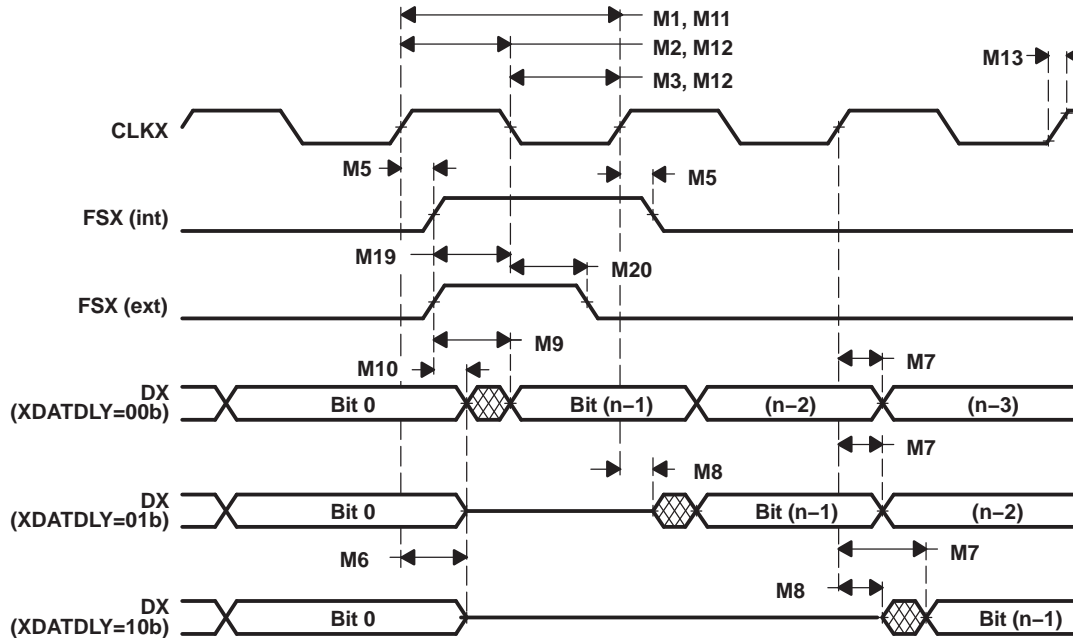 M1, M11
M2, M12
M3, M12
M13
CLKX
M5
M5
FSX (int)
M19
M20
FSX (ext)
M9
M10
M7
DX
(XDATDLY=00b)
Bit 0
Bit (n−1)
(n−2)
(n−3)
M7
M8
DX
(XDATDLY=01b)
Bit 0
Bit (n−1)
(n−2)
M6
M7
M8
DX
(XDATDLY=10b)
Bit 0
Bit (n−1)